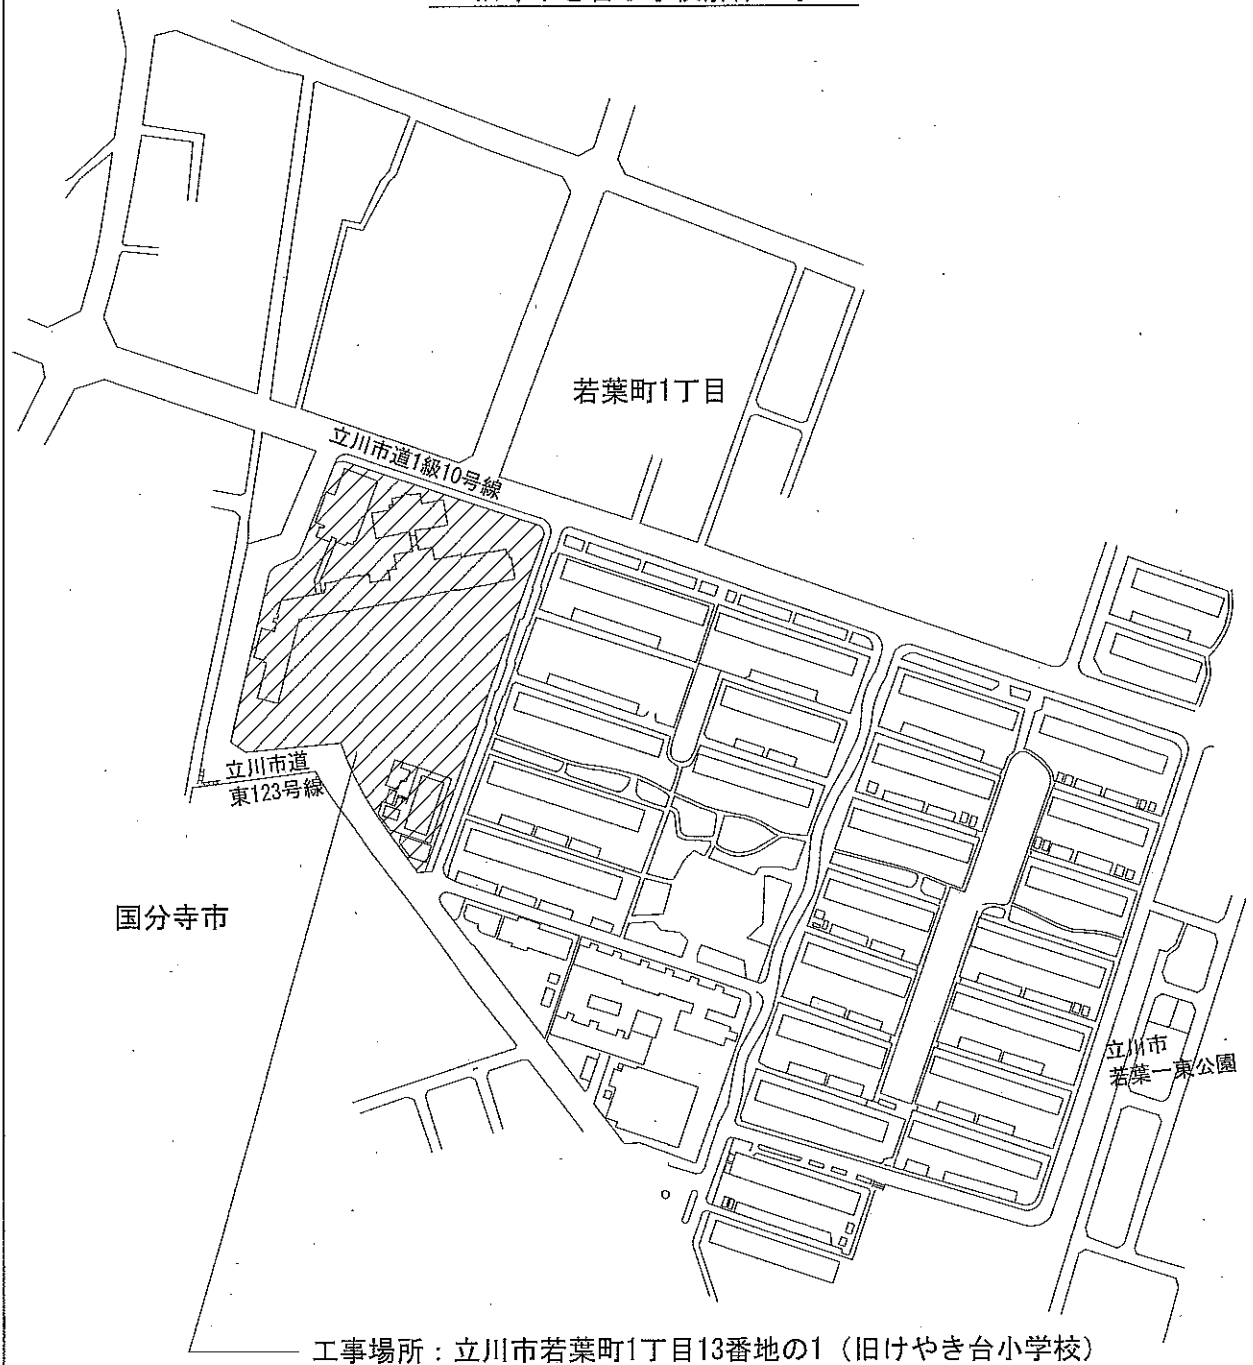 若葉町1丁目
立川市道1級10号線
立川市道
東123号線
国分寺市
立川市
若葉一東公園
工事場所：立川市若葉町1丁目13番地の1（旧けやき台小学校）